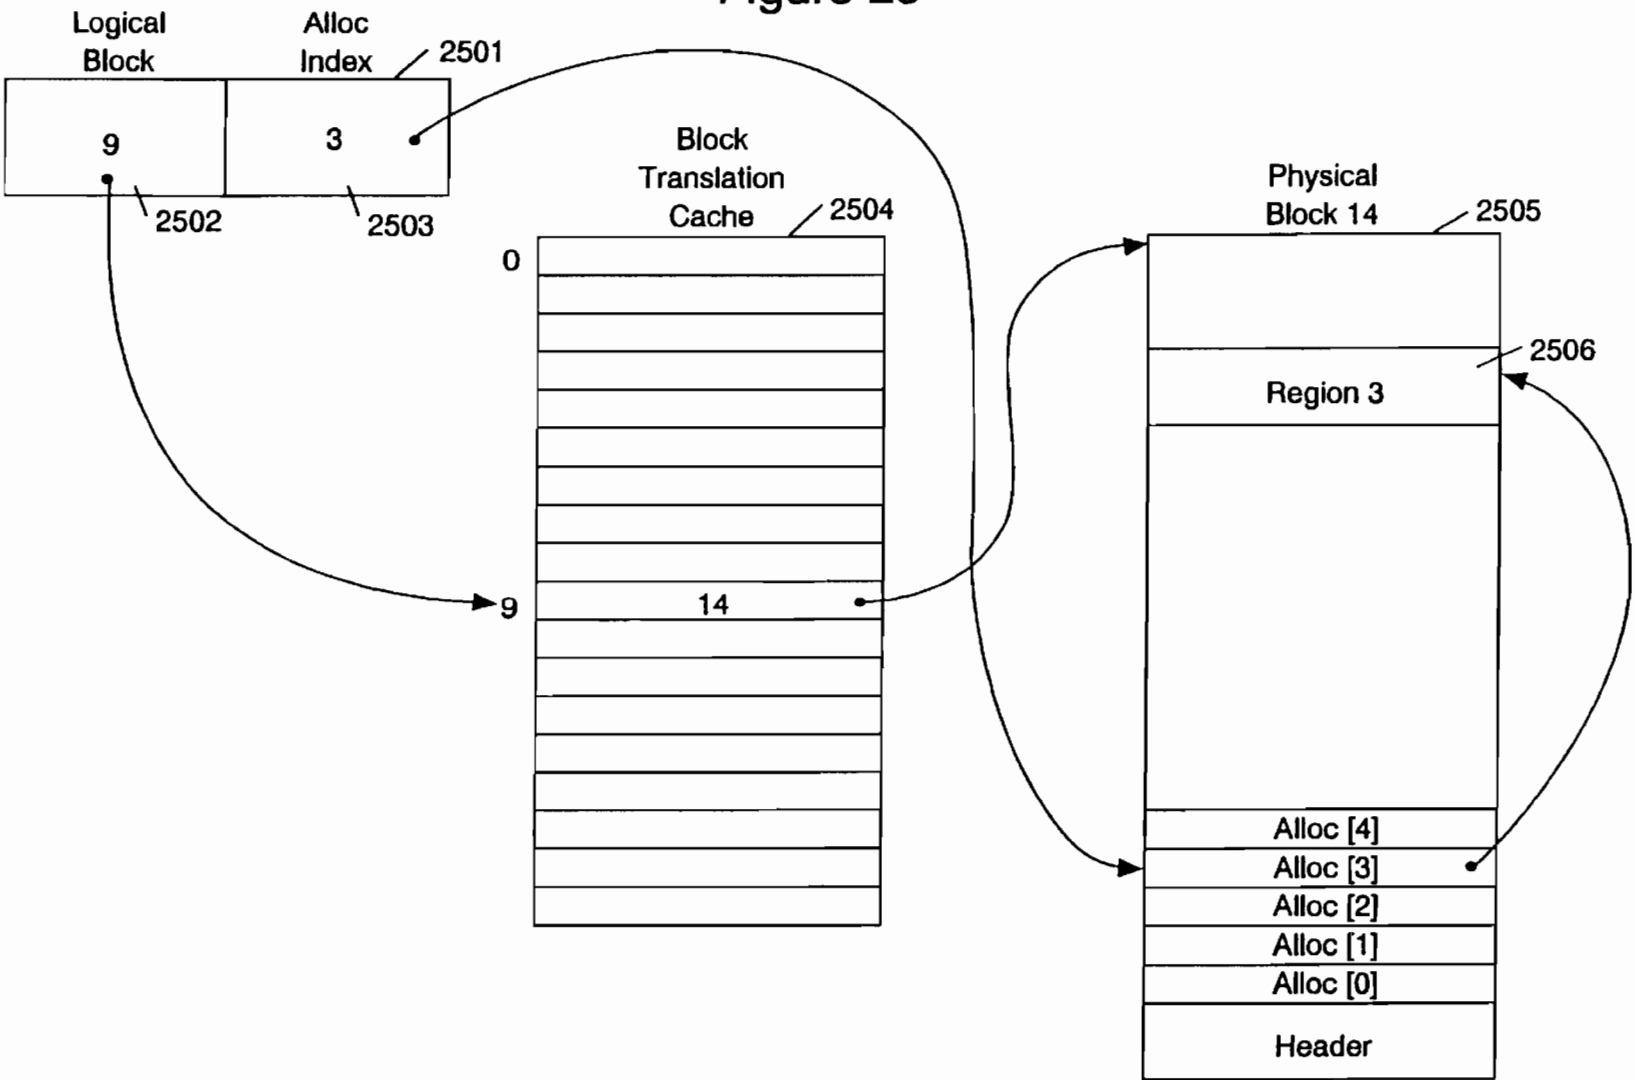 Logical
Block
Alloc
Index
2501
9
3
2502
2503
Block
Translation
Cache
2504
0
9
14
Physical
Block 14
2505
2506
Region 3
Alloc [4]
Alloc [3]
Alloc [2]
Alloc [1]
Alloc [0]
Header